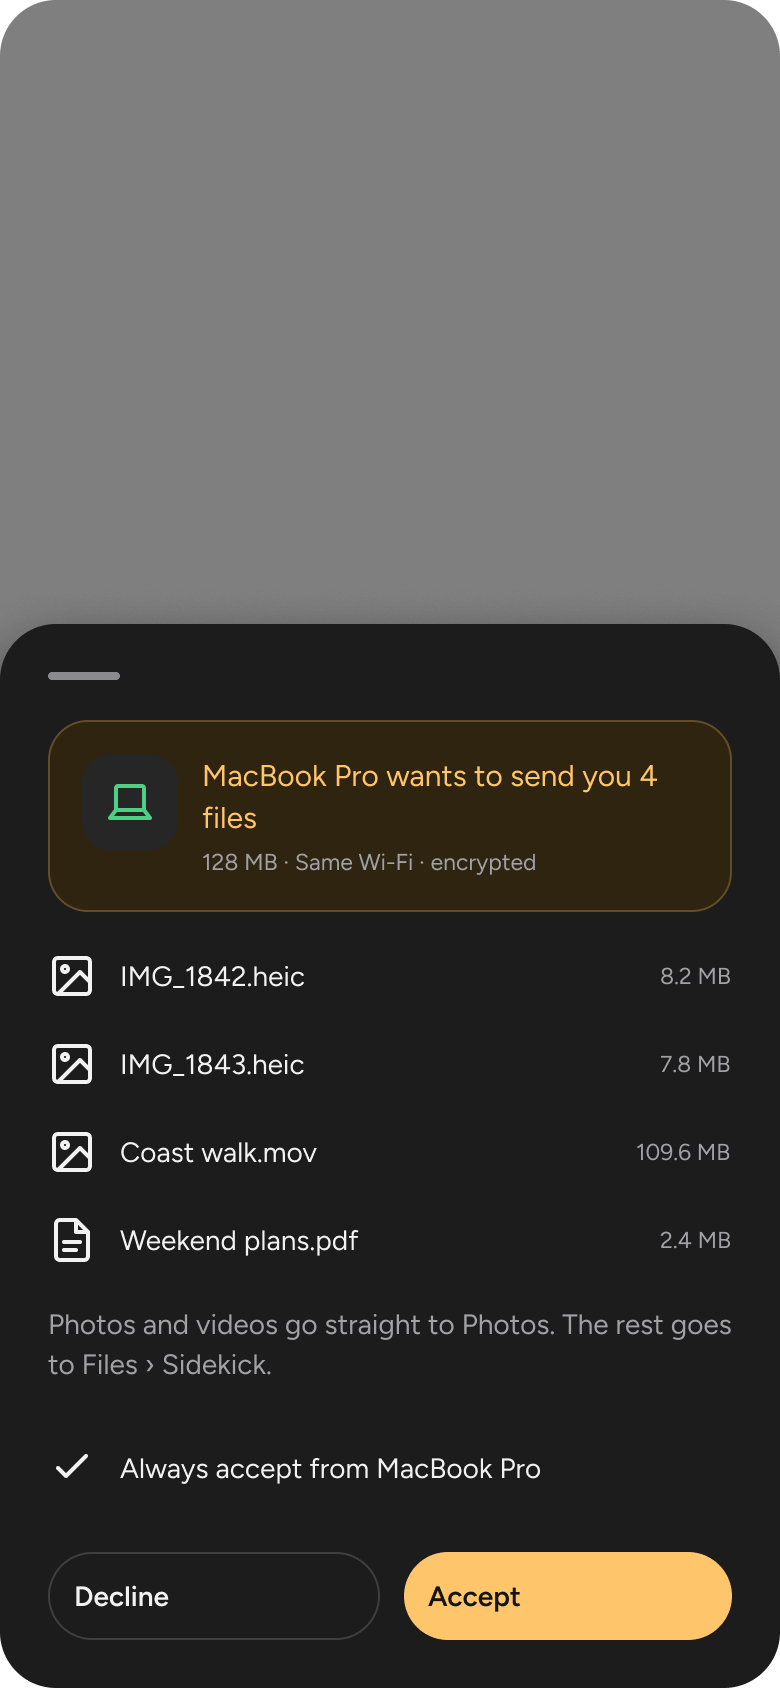 MacBook Pro wants to send you 4
files
128 MB · Same Wi-Fi · encrypted
IMG_1842.heic 8.2 MB
IMG_1843.heic 7.8 MB
Coast walk.mov 109.6 MB
Weekend plans.pdf 2.4 MB
Photos and videos go straight to Photos. The rest goes
to Files › Sidekick.
Always accept from MacBook Pro
Decline Accept